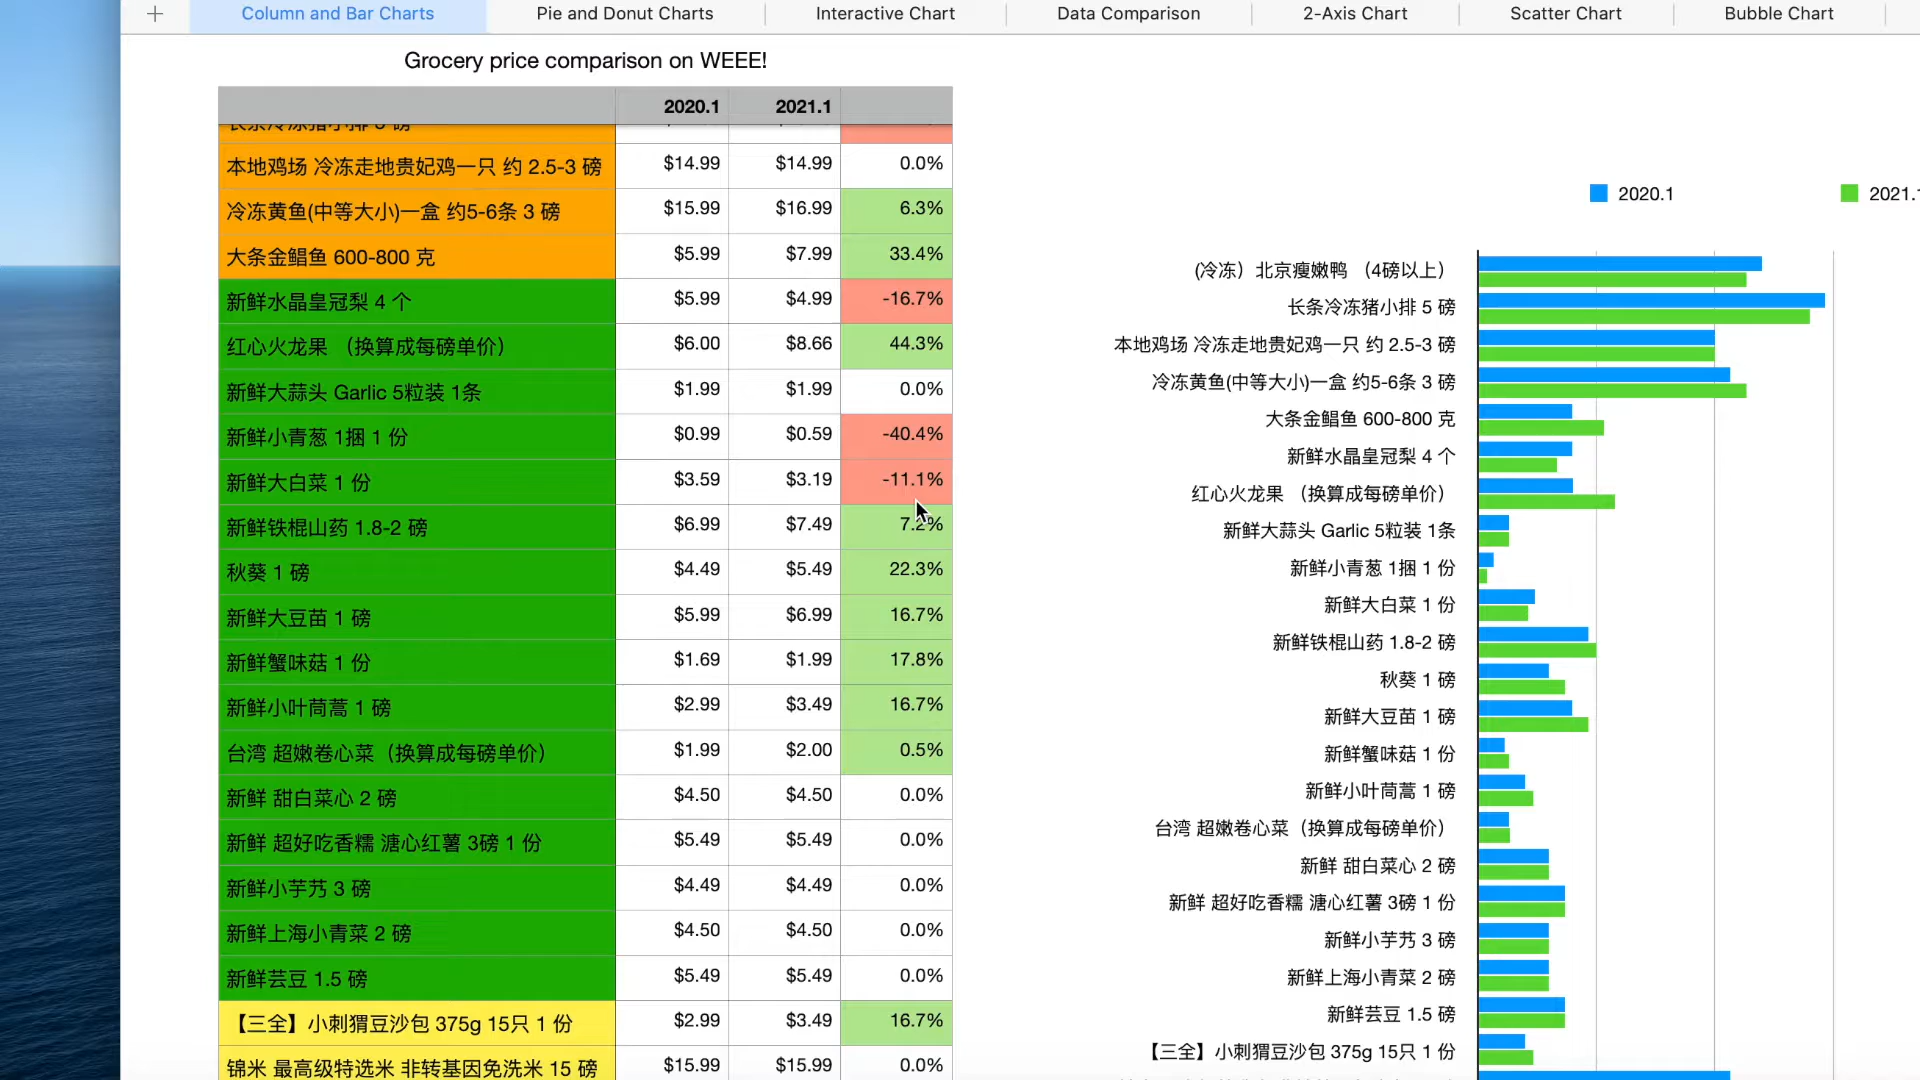 Column and Bar Charts
Pie and Donut Charts
Interactive Chart
Data Comparison
2-Axis Chart
Scatter Chart
Bubble Chart
Grocery price comparison on WEEE!
2020.1 2021.1
本地鸡场 冷冻走地贵妃鸡一只 约 2.5-3 磅 $14.99 $14.99 0.0%
冷冻黄鱼(中等大小)一盒 约5-6条 3 磅 $15.99 $16.99 6.3%
大条金鲳鱼 600-800 克 $5.99 $7.99 33.4%
新鲜水晶皇冠梨 4 个 $5.99 $4.99 -16.7%
红心火龙果 （换算成每磅单价） $6.00 $8.66 44.3%
新鲜大蒜头 Garlic 5粒装 1条 $1.99 $1.99 0.0%
新鲜小青葱 1捆 1 份 $0.99 $0.59 -40.4%
新鲜大白菜 1 份 $3.59 $3.19 -11.1%
新鲜铁棍山药 1.8-2 磅 $6.99 $7.49 7.2%
秋葵 1 磅 $4.49 $5.49 22.3%
新鲜大豆苗 1 磅 $5.99 $6.99 16.7%
新鲜蟹味菇 1 份 $1.69 $1.99 17.8%
新鲜小叶茼蒿 1 磅 $2.99 $3.49 16.7%
台湾 超嫩卷心菜（换算成每磅单价） $1.99 $2.00 0.5%
新鲜 甜白菜心 2 磅 $4.50 $4.50 0.0%
新鲜 超好吃香糯 溏心红薯 3磅 1 份 $5.49 $5.49 0.0%
新鲜小芋艿 3 磅 $4.49 $4.49 0.0%
新鲜上海小青菜 2 磅 $4.50 $4.50 0.0%
新鲜芸豆 1.5 磅 $5.49 $5.49 0.0%
【三全】小刺猬豆沙包 375g 15只 1 份 $2.99 $3.49 16.7%
锦米 最高级特选米 非转基因免洗米 15 磅 $15.99 $15.99 0.0%
2020.1
2021.1
(冷冻）北京瘦嫩鸭 （4磅以上）
长条冷冻猪小排 5 磅
本地鸡场 冷冻走地贵妃鸡一只 约 2.5-3 磅
冷冻黄鱼(中等大小)一盒 约5-6条 3 磅
大条金鲳鱼 600-800 克
新鲜水晶皇冠梨 4 个
红心火龙果 （换算成每磅单价）
新鲜大蒜头 Garlic 5粒装 1条
新鲜小青葱 1捆 1 份
新鲜大白菜 1 份
新鲜铁棍山药 1.8-2 磅
秋葵 1 磅
新鲜大豆苗 1 磅
新鲜蟹味菇 1 份
新鲜小叶茼蒿 1 磅
台湾 超嫩卷心菜（换算成每磅单价）
新鲜 甜白菜心 2 磅
新鲜 超好吃香糯 溏心红薯 3磅 1 份
新鲜小芋艿 3 磅
新鲜上海小青菜 2 磅
新鲜芸豆 1.5 磅
【三全】小刺猬豆沙包 375g 15只 1 份